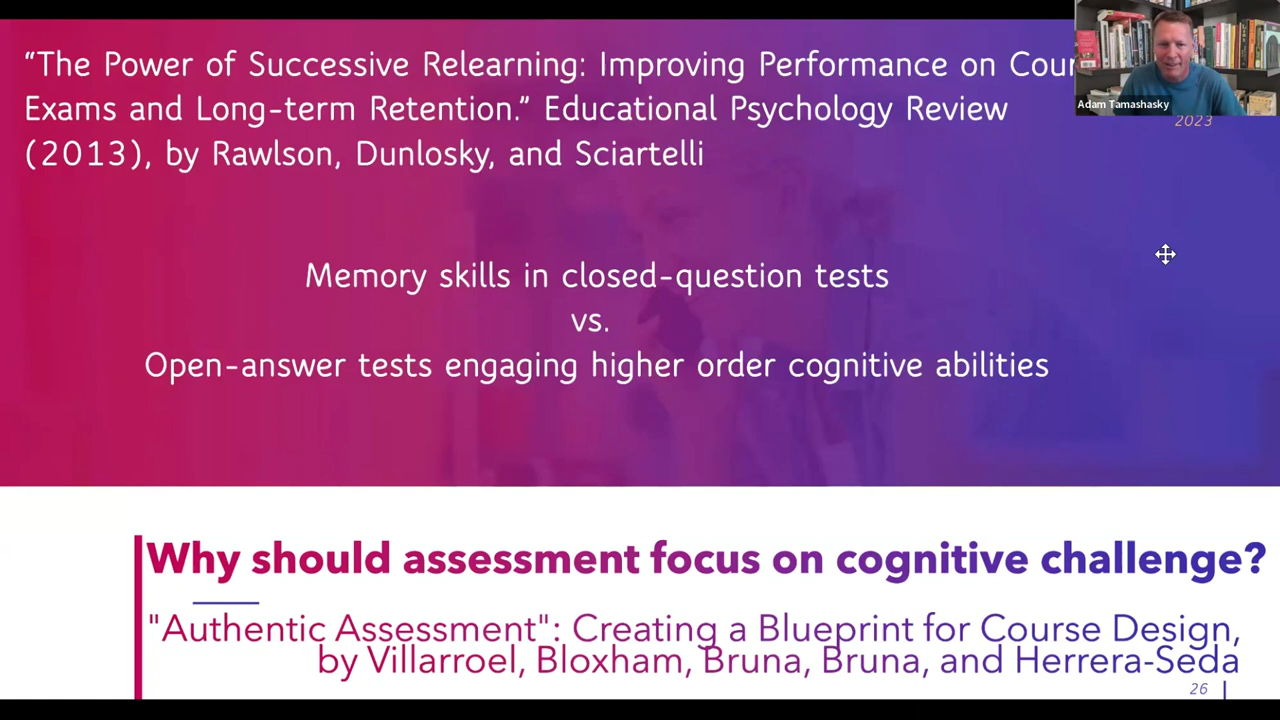 "The Power of Successive Relearning: Improving Performance on Cour
Exams and Long-term Retention." Educational Psychology Review
(2013), by Rawlson, Dunlosky, and Sciartelli
Adam Tamashasky
2023
Memory skills in closed-question tests
vs.
Open-answer tests engaging higher order cognitive abilities
Why should assessment focus on cognitive challenge?
"Authentic Assessment": Creating a Blueprint for Course Design,
by Villarroel, Bloxham, Bruna, Bruna, and Herrera-Seda
26